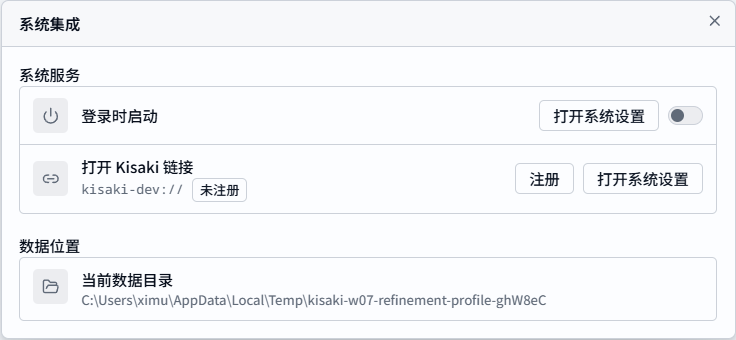 系统集成
系统服务
登录时启动 打开系统设置
打开 Kisaki 链接
kisaki-dev:// 未注册 注册 打开系统设置
数据位置
当前数据目录
C:\Users\ximu\AppData\Local\Temp\kisaki-w07-refinement-profile-ghW8eC